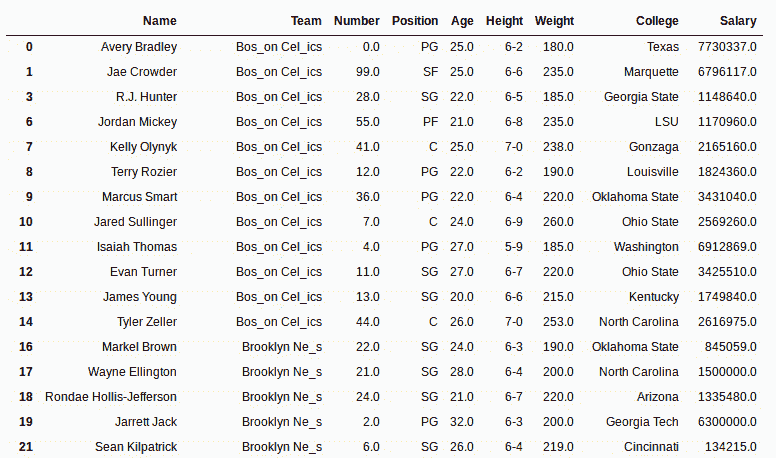 Name Team Number Position Age Height Weight College Salary
0 Avery Bradley Bos_on Cel_ics 0.0 PG 25.0 6-2 180.0 Texas 7730337.0
1 Jae Crowder Bos_on Cel_ics 99.0 SF 25.0 6-6 235.0 Marquette 6796117.0
3 R.J. Hunter Bos_on Cel_ics 28.0 SG 22.0 6-5 185.0 Georgia State 1148640.0
6 Jordan Mickey Bos_on Cel_ics 55.0 PF 21.0 6-8 235.0 LSU 1170960.0
7 Kelly Olynyk Bos_on Cel_ics 41.0 C 25.0 7-0 238.0 Gonzaga 2165160.0
8 Terry Rozier Bos_on Cel_ics 12.0 PG 22.0 6-2 190.0 Louisville 1824360.0
9 Marcus Smart Bos_on Cel_ics 36.0 PG 22.0 6-4 220.0 Oklahoma State 3431040.0
10 Jared Sullinger Bos_on Cel_ics 7.0 C 24.0 6-9 260.0 Ohio State 2569260.0
11 Isaiah Thomas Bos_on Cel_ics 4.0 PG 27.0 5-9 185.0 Washington 6912869.0
12 Evan Turner Bos_on Cel_ics 11.0 SG 27.0 6-7 220.0 Ohio State 3425510.0
13 James Young Bos_on Cel_ics 13.0 SG 20.0 6-6 215.0 Kentucky 1749840.0
14 Tyler Zeller Bos_on Cel_ics 44.0 C 26.0 7-0 253.0 North Carolina 2616975.0
16 Markel Brown Brooklyn Ne_s 22.0 SG 24.0 6-3 190.0 Oklahoma State 845059.0
17 Wayne Ellington Brooklyn Ne_s 21.0 SG 28.0 6-4 200.0 North Carolina 1500000.0
18 Rondae Hollis-Jefferson Brooklyn Ne_s 24.0 SG 21.0 6-7 220.0 Arizona 1335480.0
19 Jarrett Jack Brooklyn Ne_s 2.0 PG 32.0 6-3 200.0 Georgia Tech 6300000.0
21 Sean Kilpatrick Brooklyn Ne_s 6.0 SG 26.0 6-4 219.0 Cincinnati 134215.0